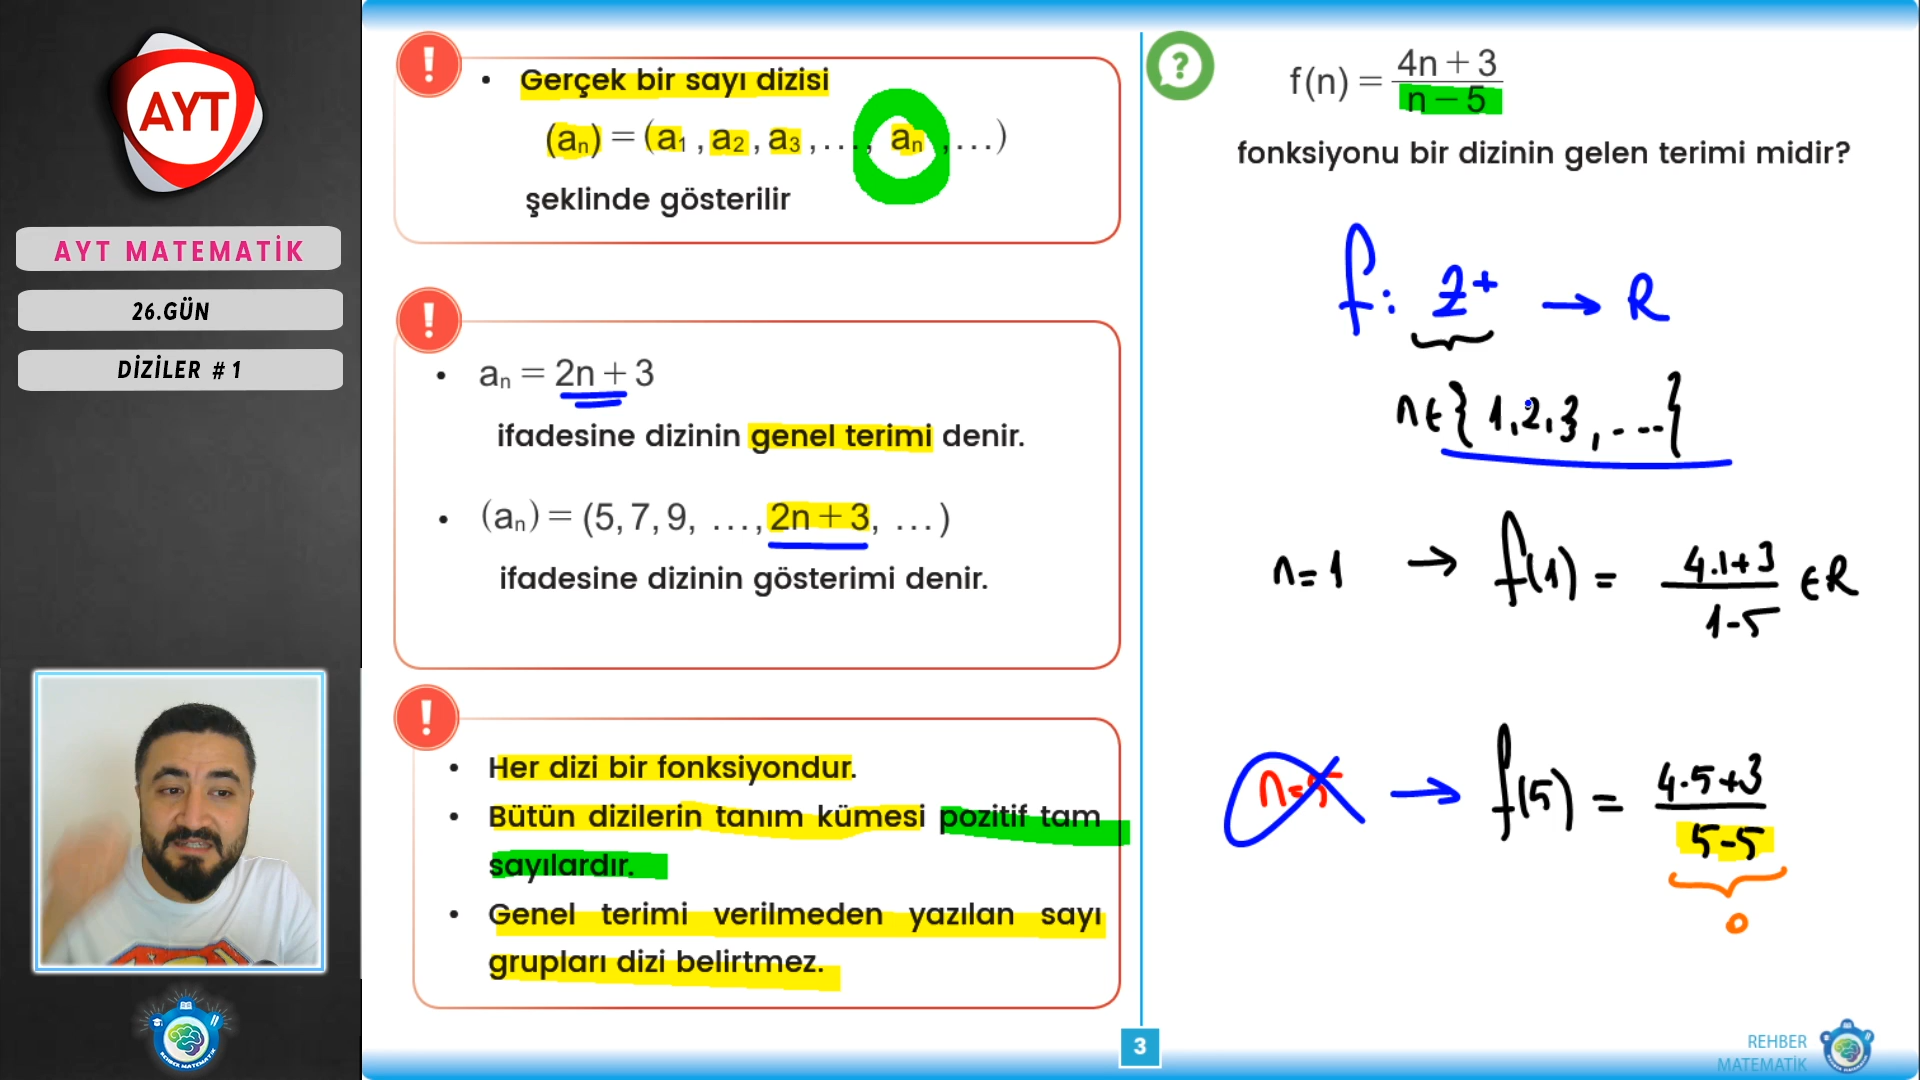 AYT
AYT MATEMATİK
26.GÜN
DİZİLER #1
!
• Gerçek bir sayı dizisi
(aₙ) = (a₁ , a₂ , a₃ , ..., aₙ , ...)
şeklinde gösterilir
!
• aₙ = 2n + 3
ifadesine dizinin genel terimi denir.
• (aₙ) = (5, 7, 9, ..., 2n + 3, ...)
ifadesine dizinin gösterimi denir.
!
• Her dizi bir fonksiyondur.
• Bütün dizilerin tanım kümesi pozitif tam
sayılardır.
• Genel terimi verilmeden yazılan sayı
grupları dizi belirtmez.
?
f(n) = (4n + 3)/(n − 5)
fonksiyonu bir dizinin gelen terimi midir?
f: Z+ → R
n∈{1,2,3,....}
n=1 → f(1) = (4.1+3)/(1-5) ∈R
n=5 → f(5) = (4.5+3)/(5-5)
0
3
REHBER
MATEMATİK